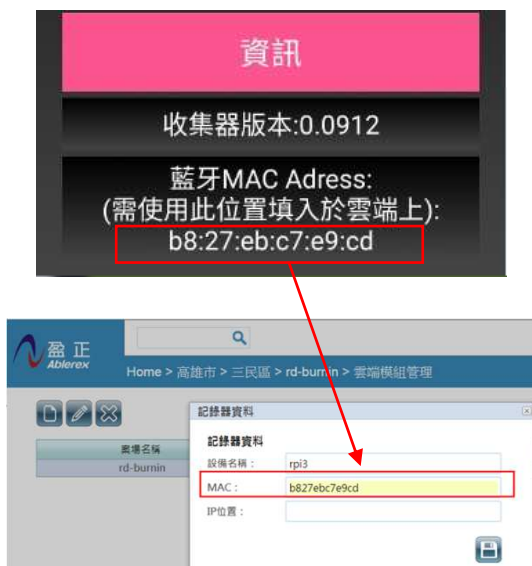 資訊
收集器版本:0.0912
藍牙MAC Adress:
(需使用此位置填入於雲端上):
b8:27:eb:c7:e9:cd
盈正
Ablerex
Home > 高雄市 > 三民區 > rd-burnin > 雲端模組管理
記錄器資料
案場名稱
rd-burnin
記錄器資料
設備名稱: rpi3
MAC: b827ebc7e9cd
IP位置: